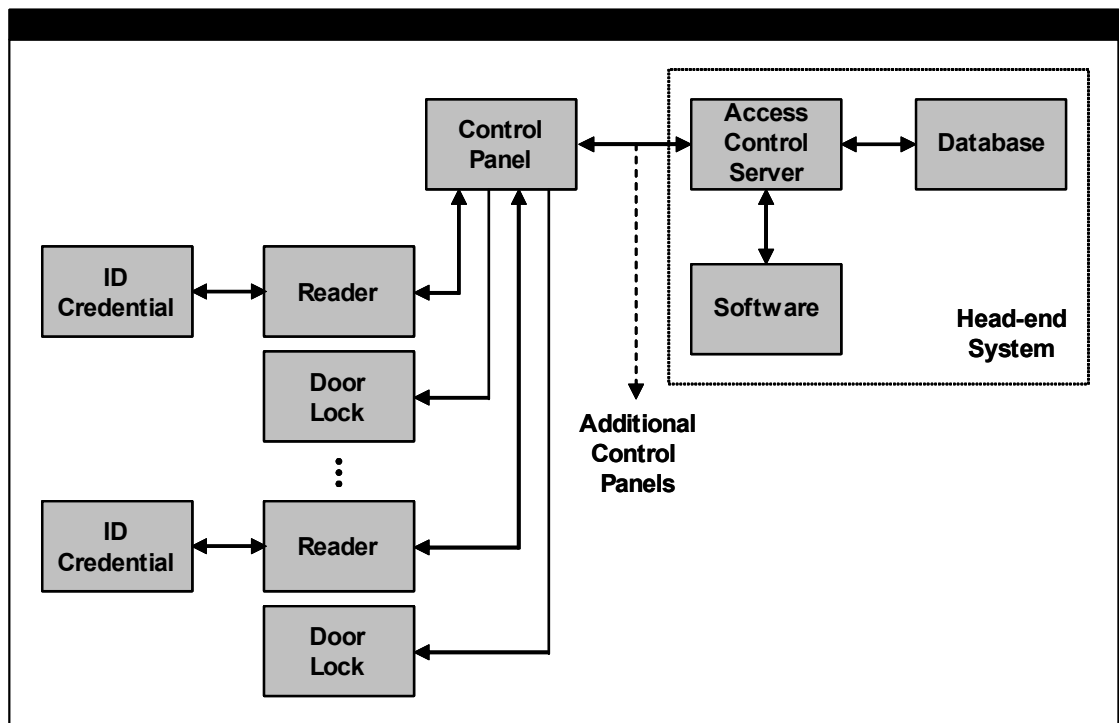 Control
Panel
Access
Control
Server
Database
ID
Credential
Reader
Software
Head-end
System
Door
Lock
Additional
Control
Panels
ID
Credential
Reader
Door
Lock